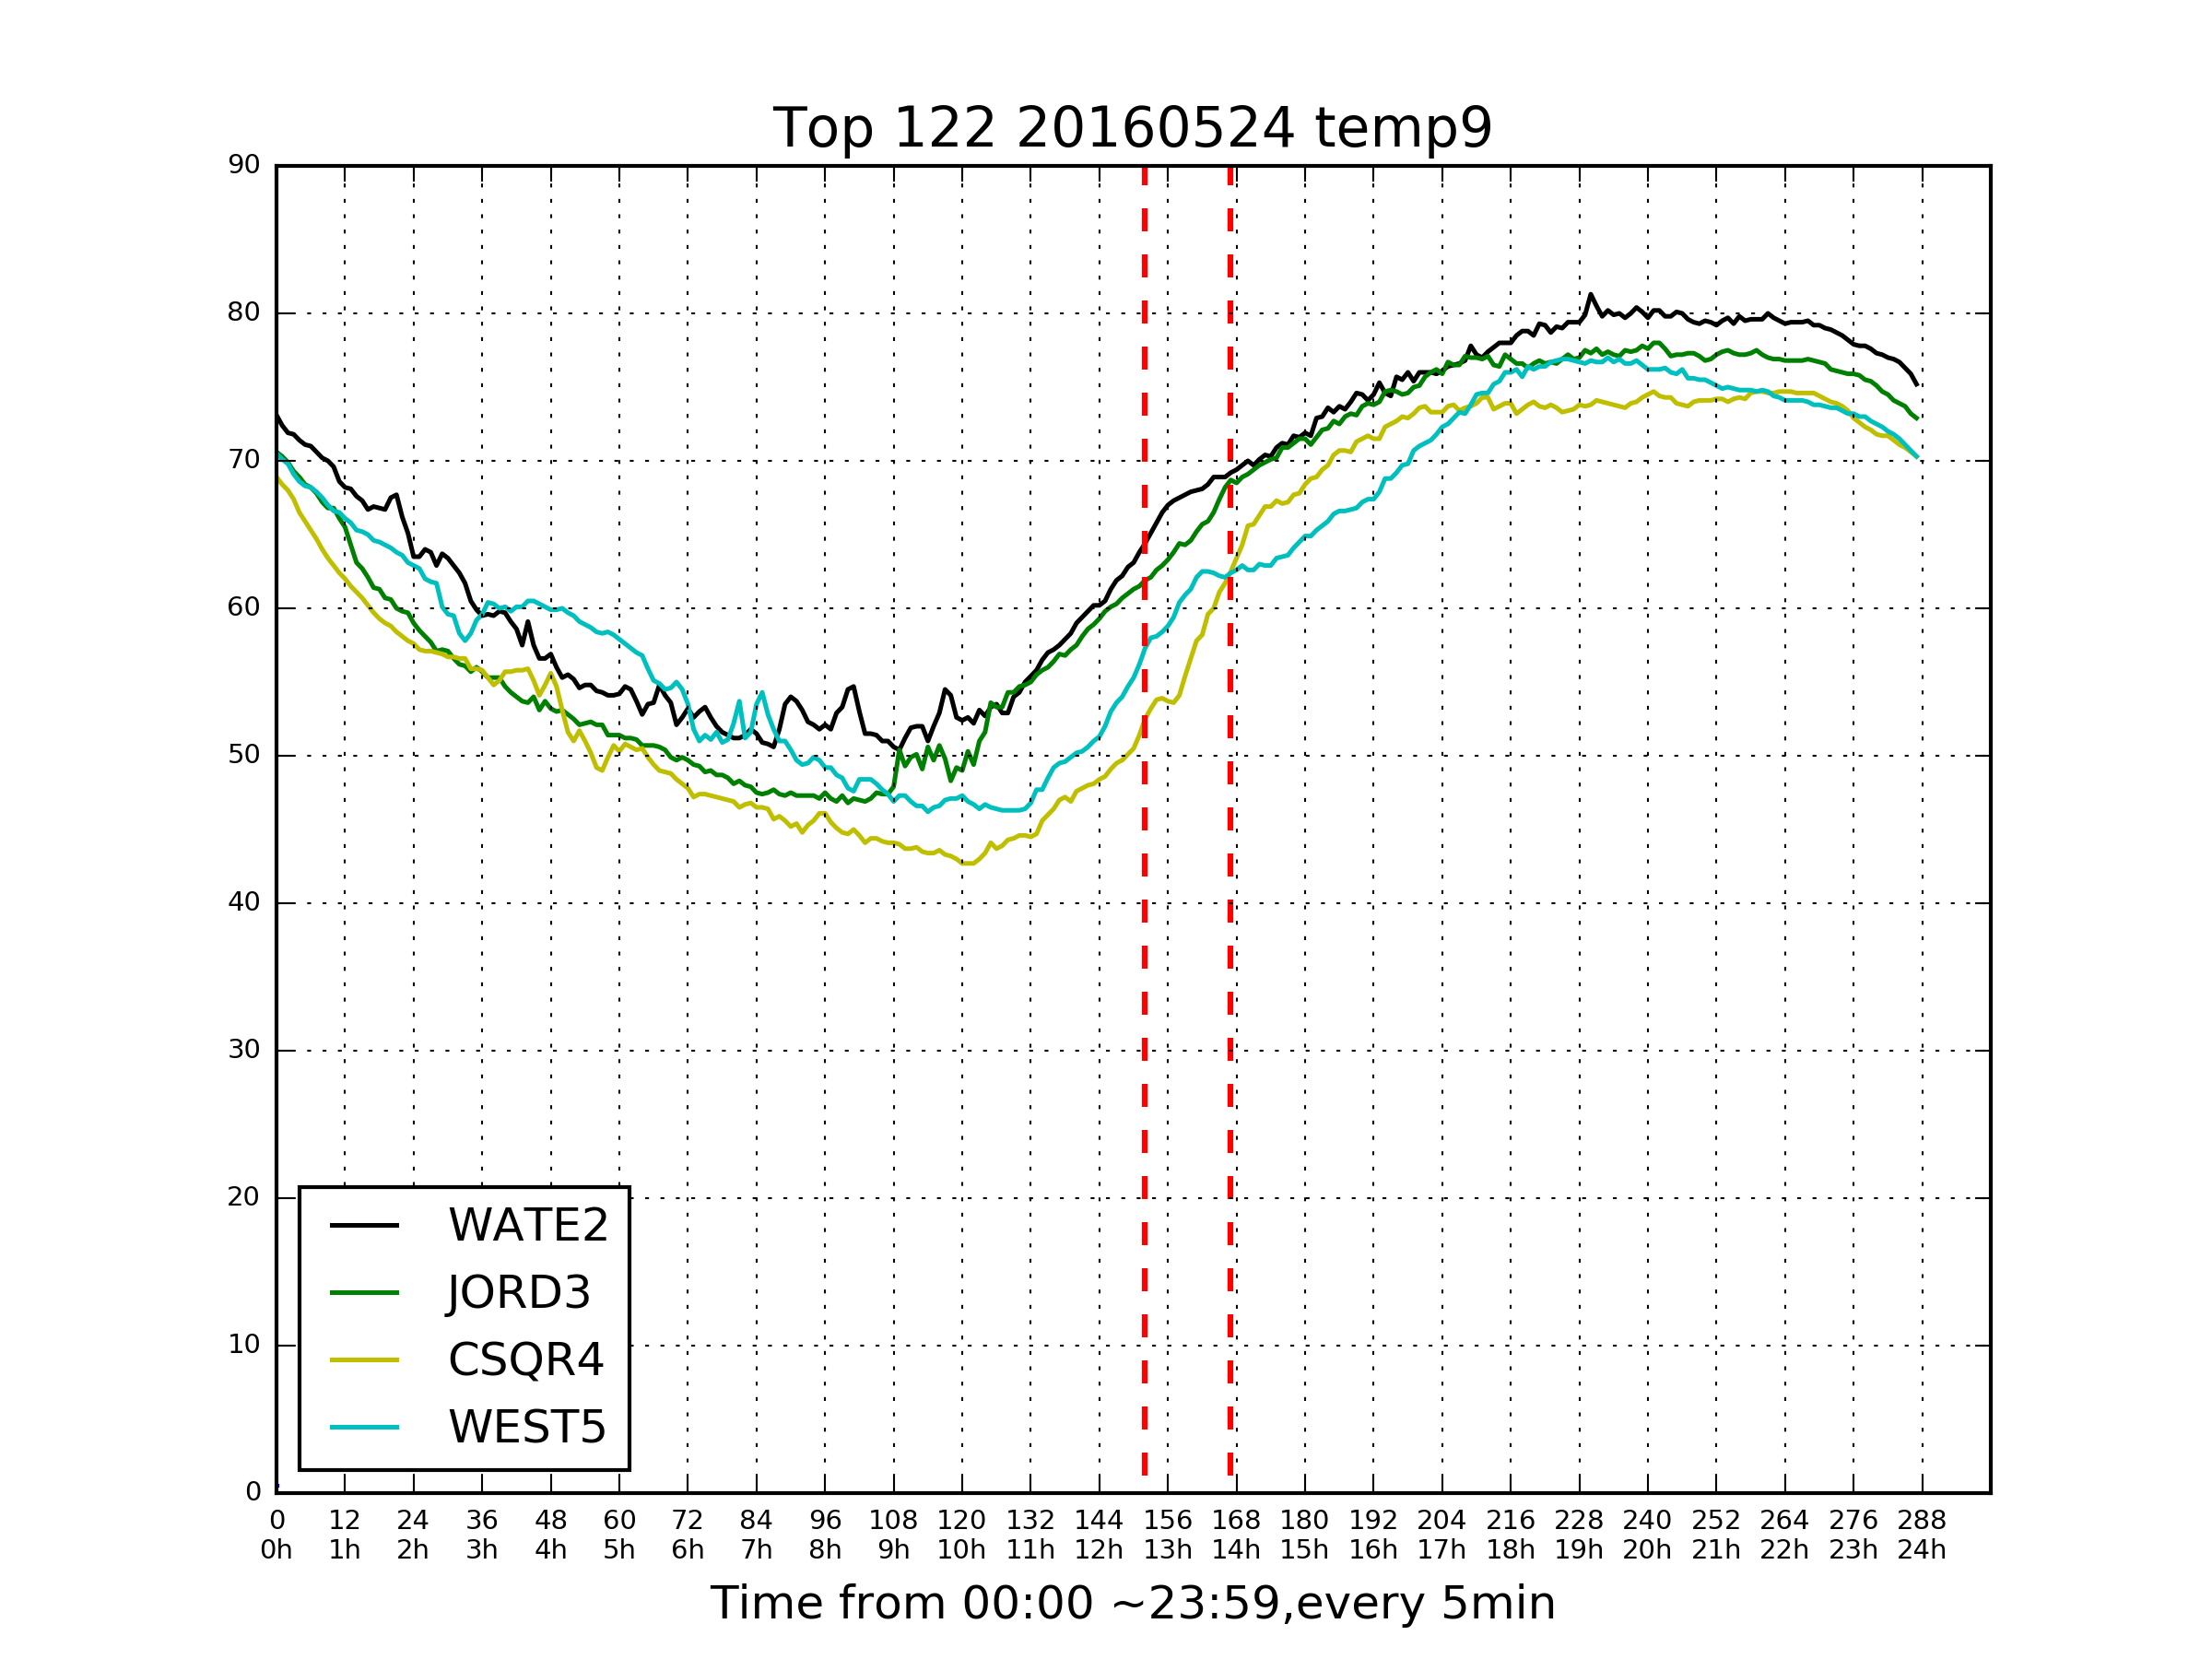 Top 122 20160524 temp9
90
80
70
60
50
40
30
20
10
0
WATE2
JORD3
CSQR4
WEST5
0 12 24 36 48 60 72 84 96 108 120 132 144 156 168 180 192 204 216 228 240 252 264 276 288
0h 1h 2h 3h 4h 5h 6h 7h 8h 9h 10h 11h 12h 13h 14h 15h 16h 17h 18h 19h 20h 21h 22h 23h 24h
Time from 00:00 ~23:59,every 5min